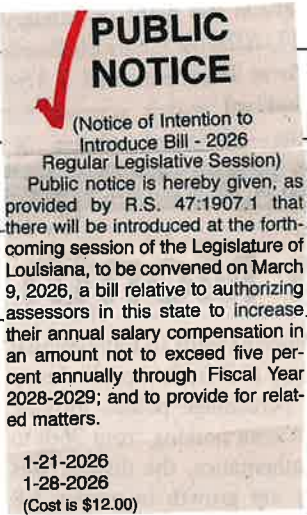 PUBLIC
NOTICE
(Notice of Intention to
Introduce Bill - 2026
Regular Legislative Session)
Public notice is hereby given, as
provided by R.S. 47:1907.1 that
there will be introduced at the forth-
coming session of the Legislature of
Louisiana, to be convened on March
9, 2026, a bill relative to authorizing
assessors in this state to increase
their annual salary compensation in
an amount not to exceed five per-
cent annually through Fiscal Year
2028-2029; and to provide for relat-
ed matters.
1-21-2026
1-28-2026
(Cost is $12.00)